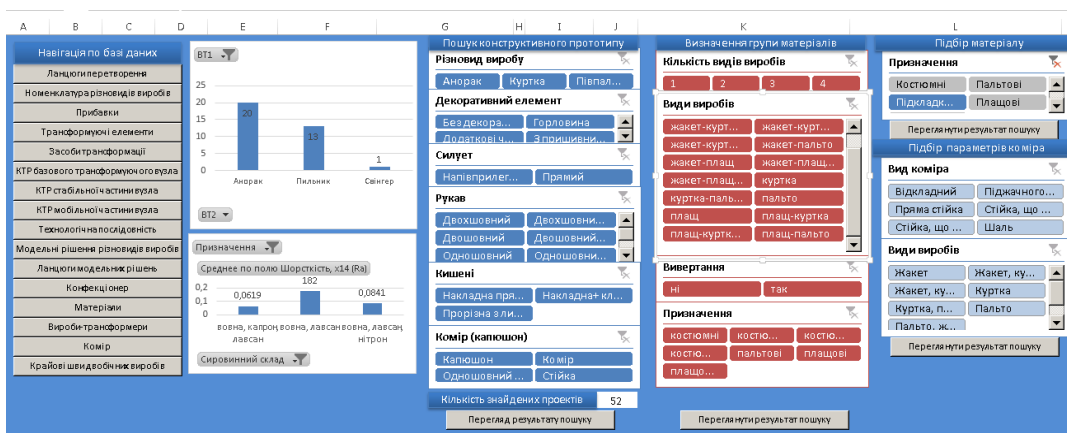 A B C D E F G H I J K L
Навігація по базі даних
Ланцюги перетворення
Номенклатура різновидів виробів
Прибавки
Трансформуючі елементи
Засоби трансформації
КТР базового трансформуючого вузла
КТР стабільної частини вузла
КТР мобільної частини вузла
Технологічна послідовність
Модельні рішення різновидів виробів
Ланцюги модельних рішень
Конфекціонер
Матеріали
Вироби-трансформери
Комір
Крайові шви двобічних виробів
ВТ1
25
20
15
10
5
0
20
13
1
Анорак Пильник Свінгер
ВТ2
Призначення
Среднее по полю Шорсткість, х14 (Ra)
0,2
0,1
0
0,0619
182
0,0841
вовна, капрон, вовна, лавсан вовна, лавсан,
лавсан нітрон
Сировинний склад
Пошук конструктивного прототипу
Різновид виробу
Анорак Куртка Півпал...
Декоративний елемент
Без декора... Горловина
Додаткові ч... З пришивни...
Силует
Напівприлег... Прямий
Рукав
Двохшовний Двохшовни...
Двошовний Двошовний...
Одношовний Одношовни...
Кишені
Накладна пря... Накладна+ кл...
Прорізна з ли...
Комір (капюшон)
Капюшон Комір
Одношовний ... Стійка
Кількість знайдених проектів 52
Перегляд результату пошуку
Визначення групи матеріалів
Кількість видів виробів
1 2 3 4
Види виробів
жакет-курт... жакет-курт...
жакет-курт... жакет-пальто
жакет-плащ жакет-плащ...
жакет-плащ... куртка
куртка-паль... пальто
плащ плащ-куртка
плащ-куртк... плащ-пальто
Вивертання
ні так
Призначення
костюмні костю... костю...
костю... пальтові плащові
плащо...
Переглянути результат пошуку
Підбір матеріалу
Призначення
Костюмні Пальтові
Підкладк... Плащові
Переглянути результат пошуку
Підбір параметрів коміра
Вид коміра
Відкладний Піджачного...
Пряма стійка Стійка, що ...
Стійка, що ... Шаль
Види виробів
Жакет Жакет, ку...
Жакет, ку... Куртка
Куртка, п... Пальто
Пальто, ж...
Переглянути результат пошуку